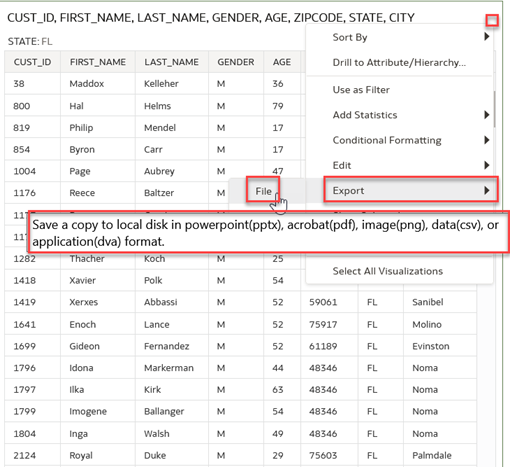 CUST_ID, FIRST_NAME, LAST_NAME, GENDER, AGE, ZIPCODE, STATE, CITY
STATE: FL
CUST_ID FIRST_NAME LAST_NAME GENDER AGE
38 Maddox Kelleher M 36
800 Hal Helms M 79
819 Philip Mendel M 17
854 Byron Carr M 17
1004 Page Aubrey M 47
1176 Reece Baltzer M
Sort By
Drill to Attribute/Hierarchy...
Use as Filter
Add Statistics
Conditional Formatting
Edit
Export
File
Save a copy to local disk in powerpoint(pptx), acrobat(pdf), image(png), data(csv), or
application(dva) format.
Select All Visualizations
1282 Thacher Koch M 25
1418 Xavier Polk M 54
1419 Xerxes Abbassi M 52 59061 FL Sanibel
1641 Enoch Lance M 52 75917 FL Molino
1699 Gideon Fernandez M 52 61189 FL Evinston
1796 Idona Markerman M 44 48346 FL Noma
1797 Ilka Kirk M 63 48346 FL Noma
1799 Imogene Ballanger M 54 48346 FL Noma
1804 Inga Walsh M 49 48346 FL Noma
2124 Royal Duke M 29 75603 FL Palmdale